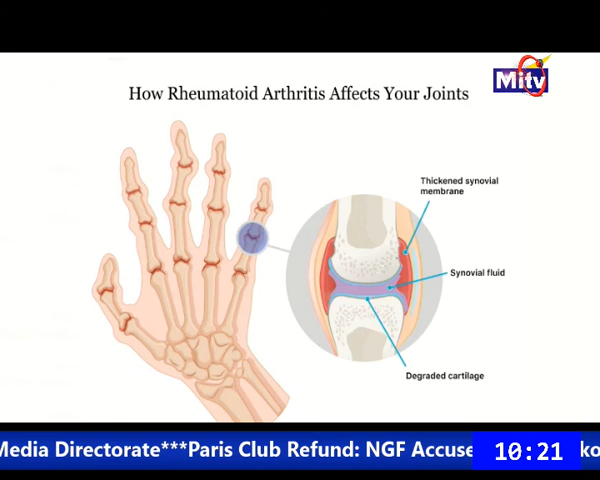 Mitv
How Rheumatoid Arthritis Affects Your Joints
Thickened synovial
membrane
Synovial fluid
Degraded cartilage
Media Directorate***Paris Club Refund: NGF Accuse
10:21